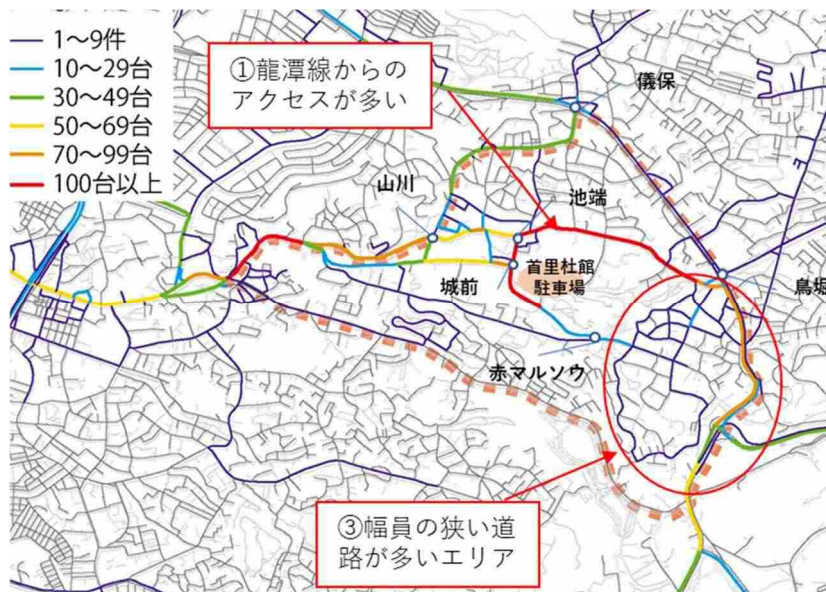 1～9件
10～29台
30～49台
50～69台
70～99台
100台以上
①龍潭線からの
アクセスが多い
儀保
山川
池端
城前
首里杜館
駐車場
鳥堀
赤マルソウ
③幅員の狭い道
路が多いエリア